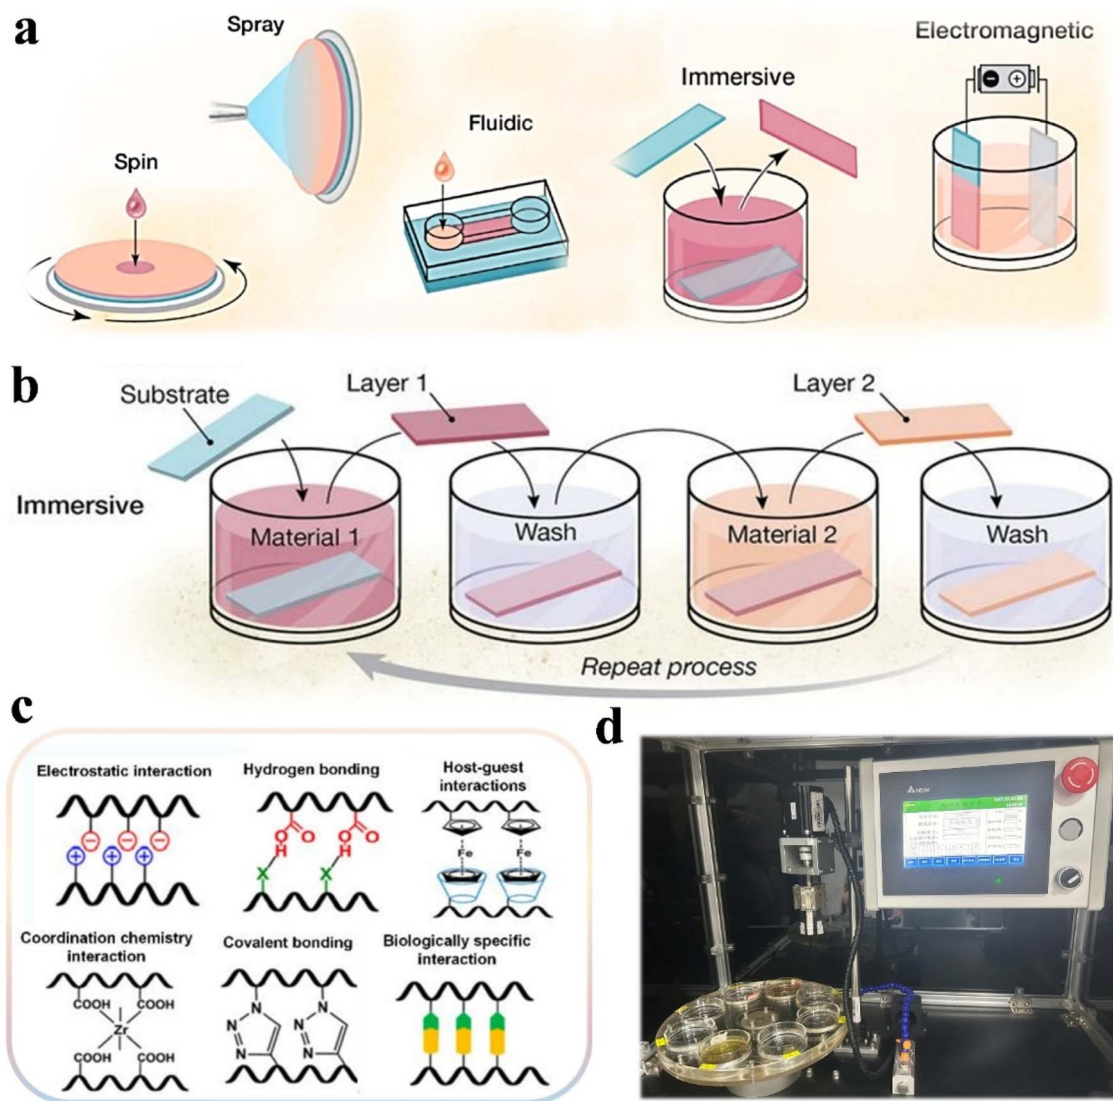 a
Spray
Electromagnetic
Immersive
Fluidic
Spin
b
Substrate
Layer 1
Layer 2
Immersive
Material 1
Wash
Material 2
Wash
Repeat process
c
d
Electrostatic interaction
Hydrogen bonding
Host-guest
interactions
O
O
O
O
H
H
Fe
Fe
X
X
Coordination chemistry
interaction
Covalent bonding
Biologically specific
interaction
COOH
COOH
Zr
COOH
COOH
N
N
N
N
N
N